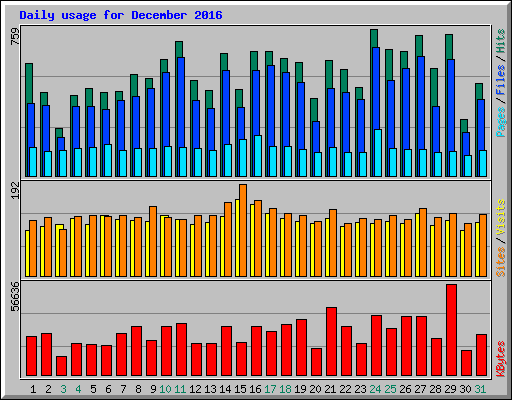 Daily usage for December 2016
759
Pages / Files / Hits
192
Sites / Visits
56636
KBytes
1 2 3 4 5 6 7 8 9 10 11 12 13 14 15 16 17 18 19 20 21 22 23 24 25 26 27 28 29 30 31